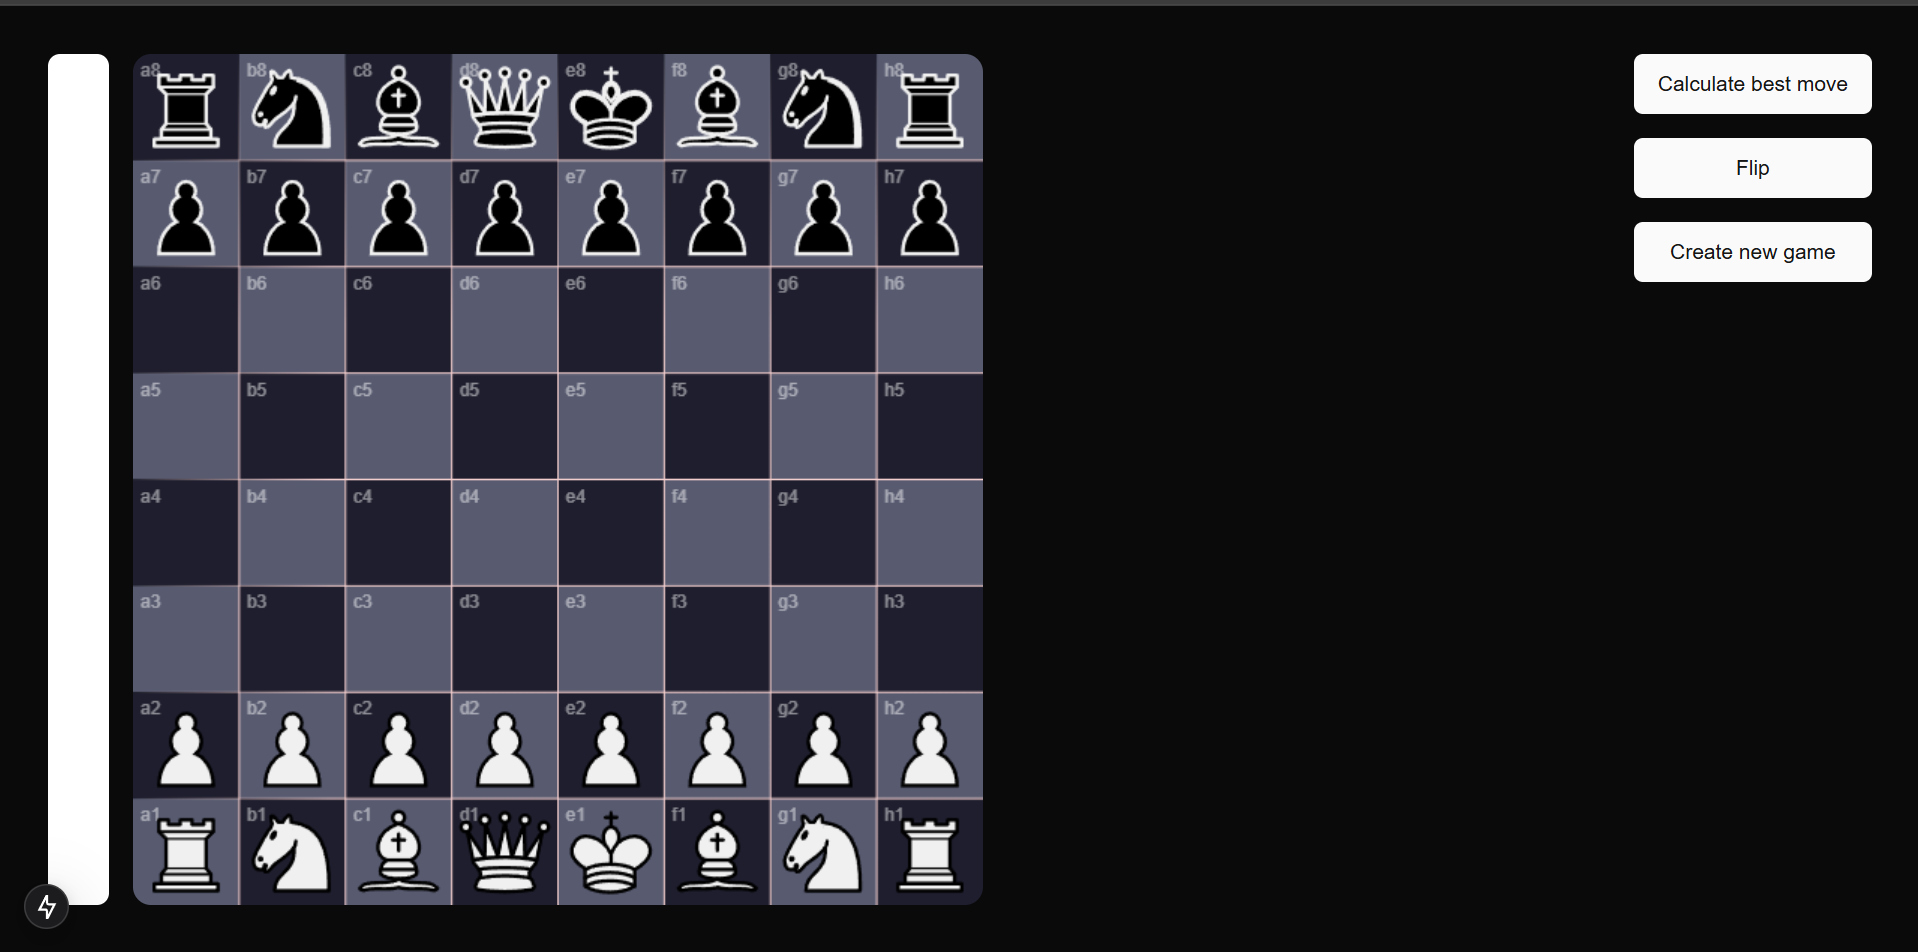 a8 b8 c8 d8 e8 f8 g8 h8
a7 b7 c7 d7 e7 f7 g7 h7
a6 b6 c6 d6 e6 f6 g6 h6
a5 b5 c5 d5 e5 f5 g5 h5
a4 b4 c4 d4 e4 f4 g4 h4
a3 b3 c3 d3 e3 f3 g3 h3
a2 b2 c2 d2 e2 f2 g2 h2
a1 b1 c1 d1 e1 f1 g1 h1
Calculate best move
Flip
Create new game